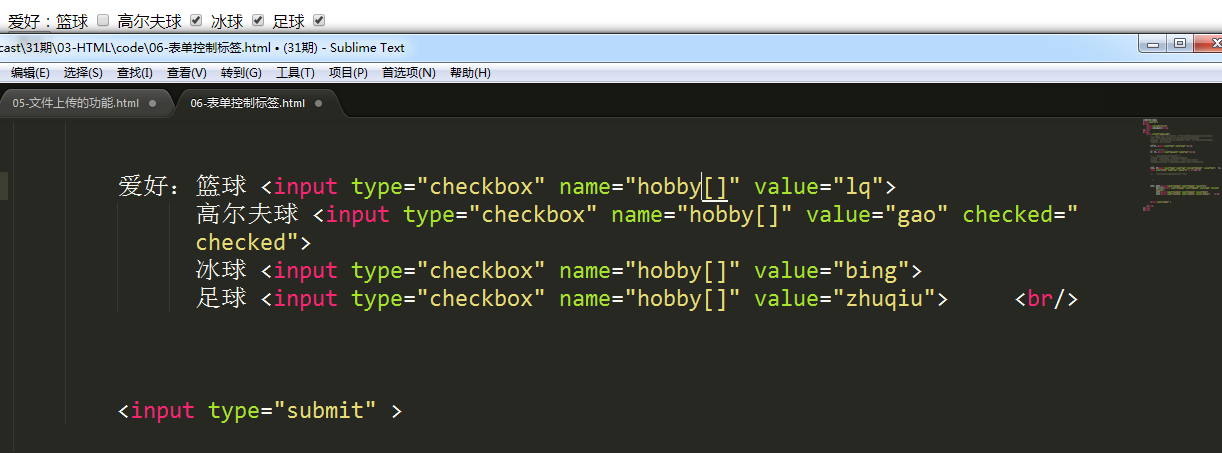 爱好：篮球 高尔夫球 冰球 足球
cast\31期\03-HTML\code\06-表单控制标签.html • (31期) - Sublime Text
编辑(E) 选择(S) 查找(I) 查看(V) 转到(G) 工具(T) 项目(P) 首选项(N) 帮助(H)
05-文件上传的功能.html 06-表单控制标签.html
爱好：篮球 <input type="checkbox" name="hobby[]" value="lq">
高尔夫球 <input type="checkbox" name="hobby[]" value="gao" checked="
checked">
冰球 <input type="checkbox" name="hobby[]" value="bing">
足球 <input type="checkbox" name="hobby[]" value="zhuqiu"> <br/>
<input type="submit" >